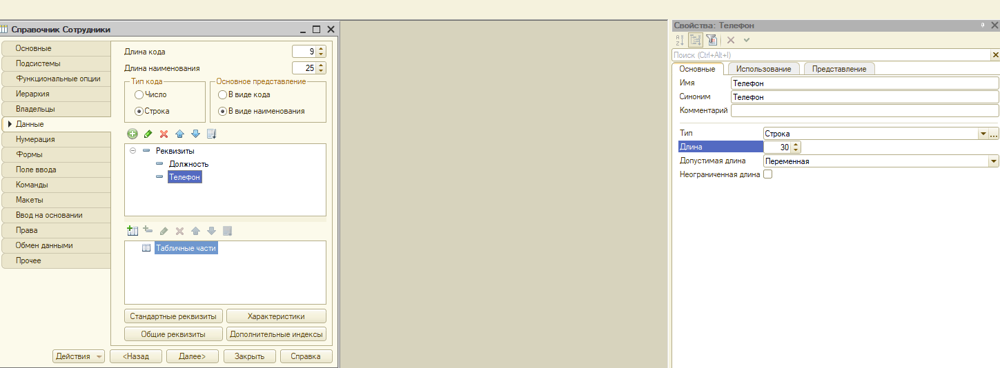 Справочник Сотрудники
Основные
Подсистемы
Функциональные опции
Иерархия
Владельцы
Данные
Нумерация
Формы
Поле ввода
Команды
Макеты
Ввод на основании
Права
Обмен данными
Прочее
Длина кода 9
Длина наименования 25
Тип кода
Число
Строка
Основное представление
В виде кода
В виде наименования
Реквизиты
Должность
Телефон
Табличные части
Стандартные реквизиты Характеристики
Общие реквизиты Дополнительные индексы
Действия <Назад Далее> Закрыть Справка
Свойства: Телефон
Поиск (Ctrl+Alt+I)
Основные Использование Представление
Имя Телефон
Синоним Телефон
Комментарий
Тип Строка ...
Длина 30
Допустимая длина Переменная
Неограниченная длина